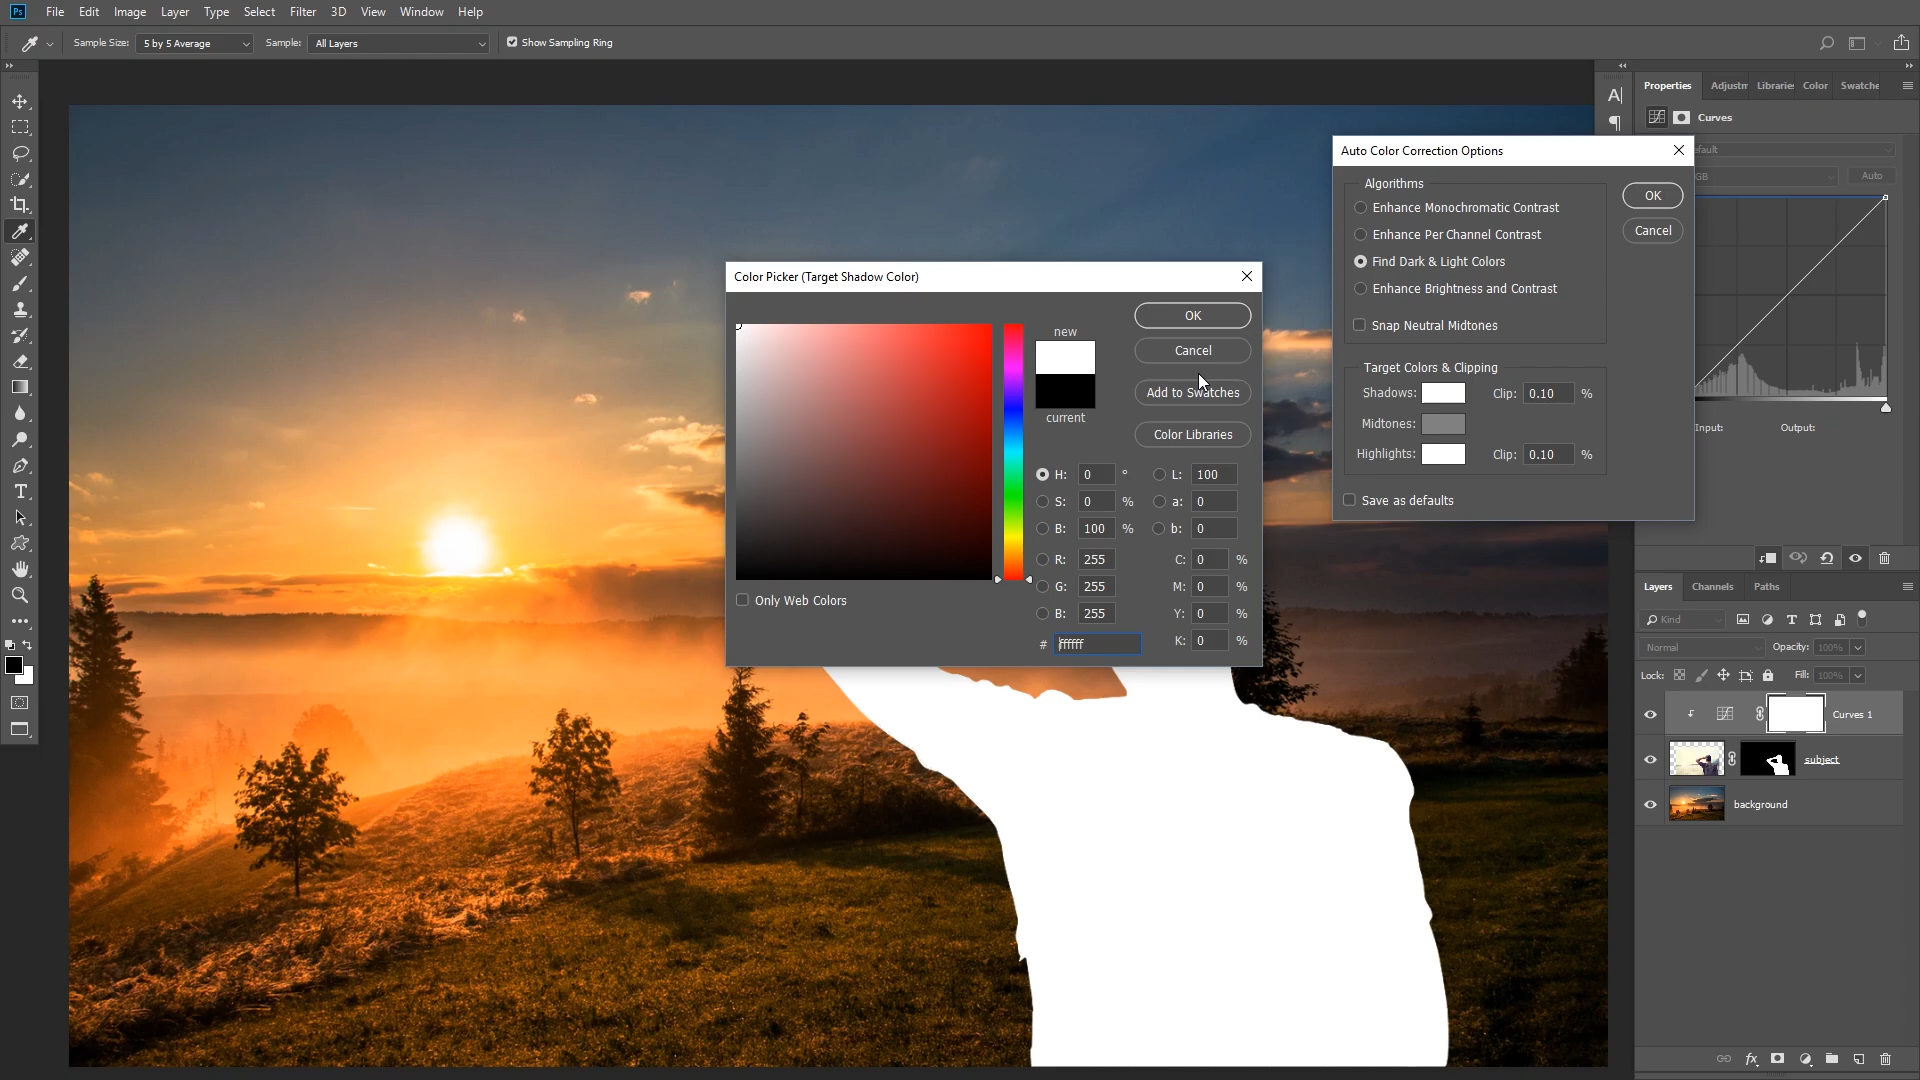 Ps File Edit Image Layer Type Select Filter 3D View Window Help
Sample Size: 5 by 5 Average Sample: All Layers Show Sampling Ring
Properties Adjustm Libraries Color Swatche
Curves
Auto Color Correction Options
Algorithms
Enhance Monochromatic Contrast
Enhance Per Channel Contrast
Find Dark & Light Colors
Enhance Brightness and Contrast
Snap Neutral Midtones
OK
Cancel
Target Colors & Clipping
Shadows: Clip: 0.10 %
Midtones:
Highlights: Clip: 0.10 %
Save as defaults
efault
GB Auto
Input: Output:
Color Picker (Target Shadow Color)
new
current
OK
Cancel
Add to Swatches
Color Libraries
H: 0 ° L: 100
S: 0 % a: 0
B: 100 % b: 0
R: 255 C: 0 %
G: 255 M: 0 %
B: 255 Y: 0 %
# ffffff K: 0 %
Only Web Colors
Layers Channels Paths
Kind
Normal Opacity: 100%
Lock: Fill: 100%
Curves 1
subject
background